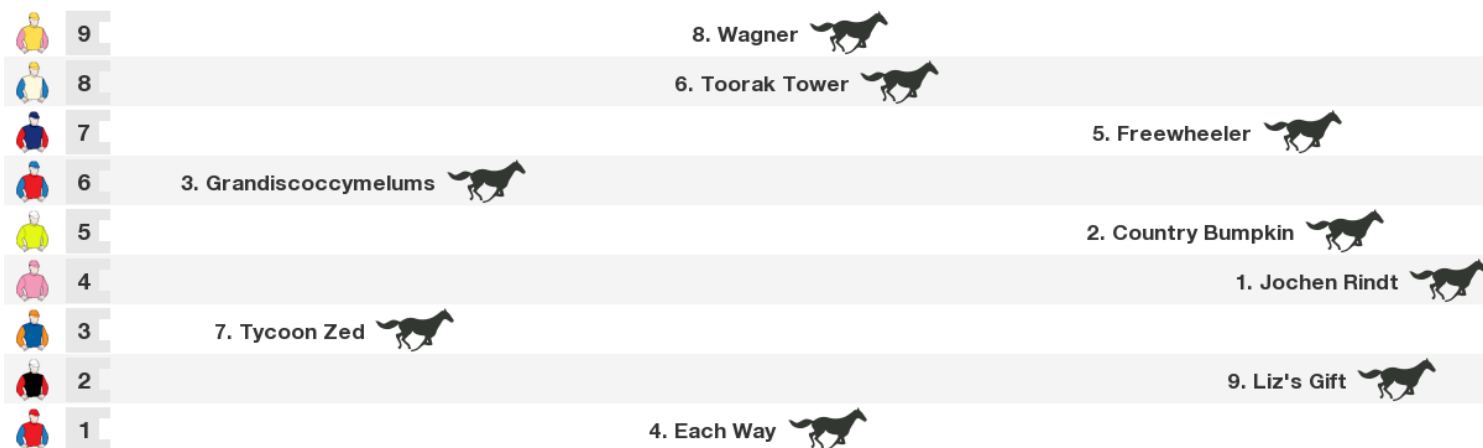 9 8. Wagner
8 6. Toorak Tower
7 5. Freewheeler
6 3. Grandiscoccymelums
5 2. Country Bumpkin
4 1. Jochen Rindt
3 7. Tycoon Zed
2 9. Liz's Gift
1 4. Each Way